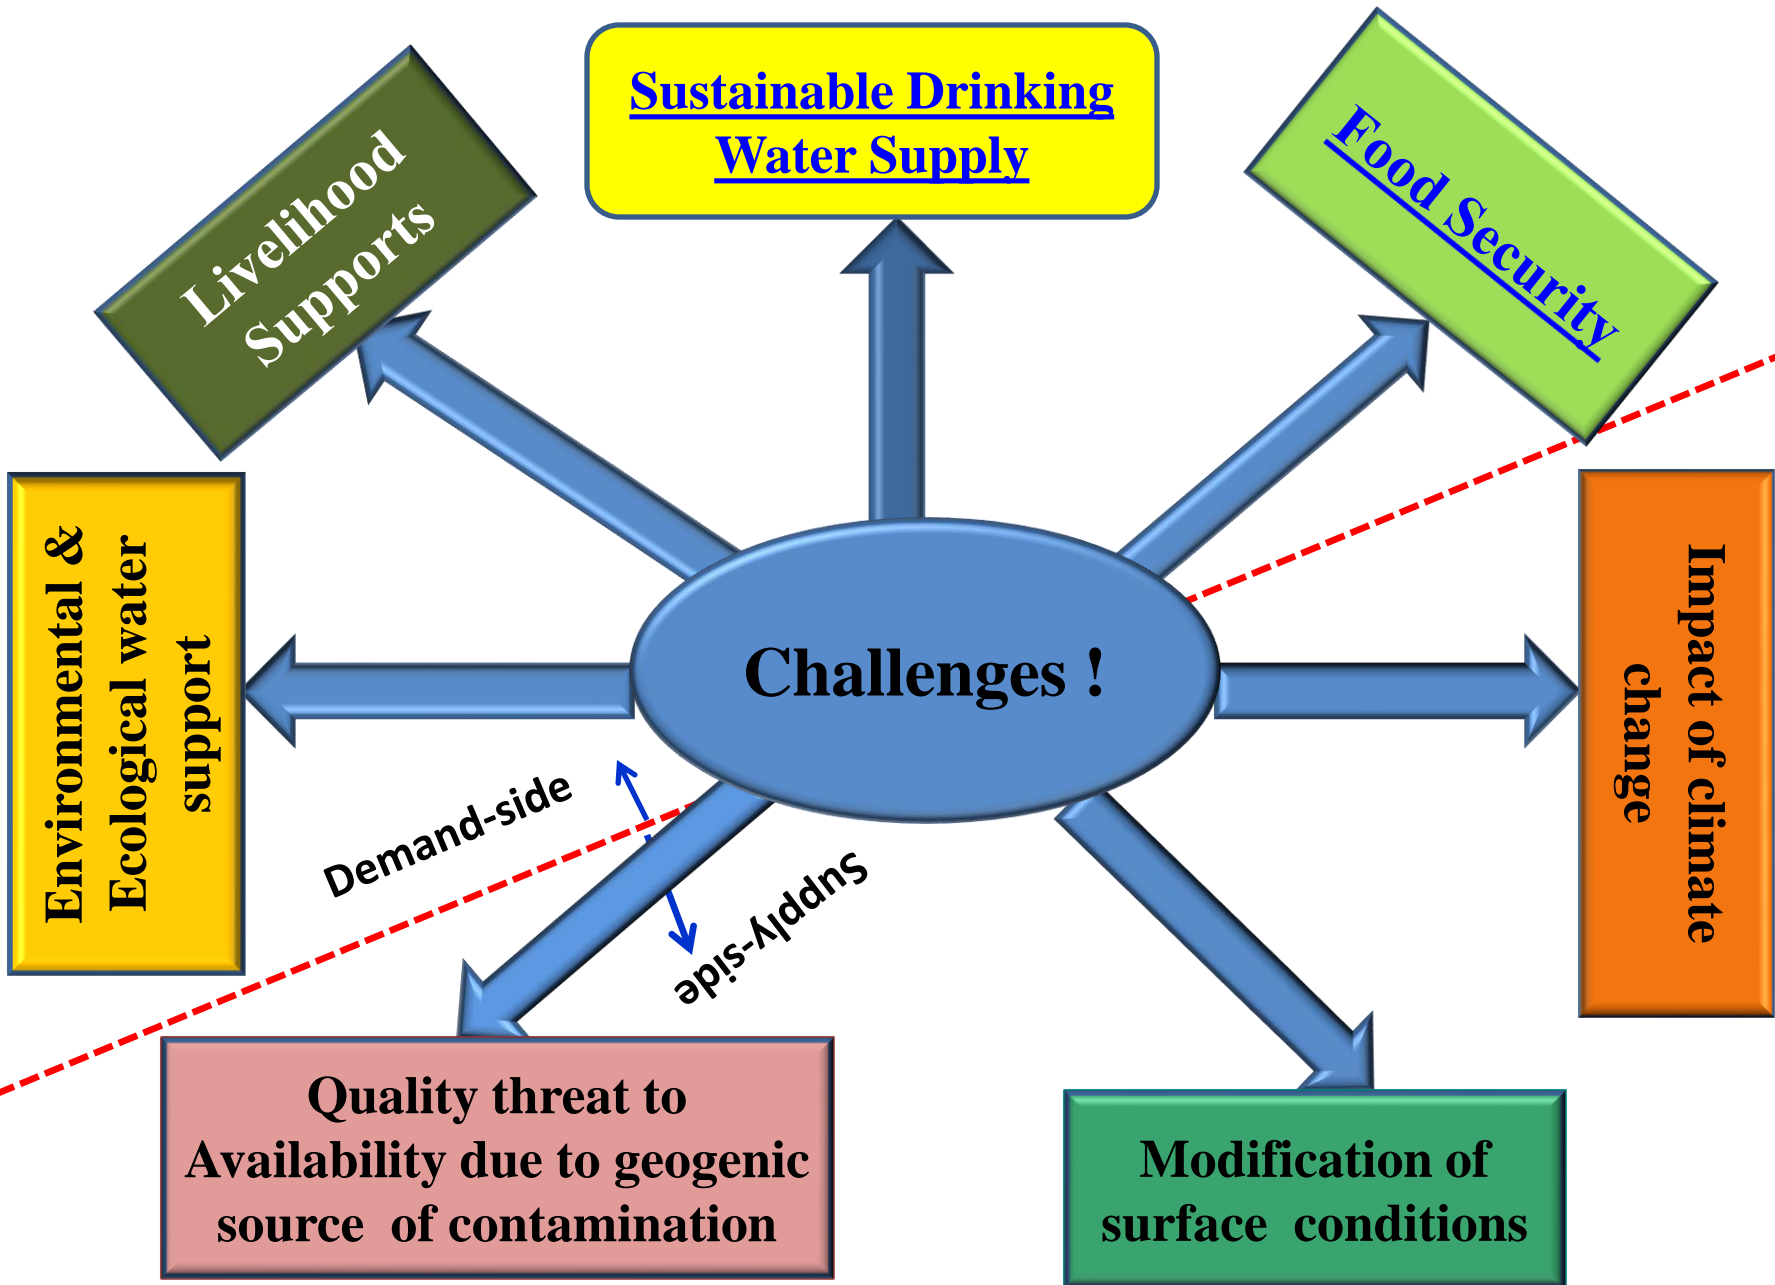 Sustainable Drinking
Water Supply
Livelihood
Supports
Food Security
Environmental &
Ecological water
support
Challenges !
Impact of climate
change
Demand-side
Supply-side
Quality threat to
Availability due to geogenic
source of contamination
Modification of
surface conditions